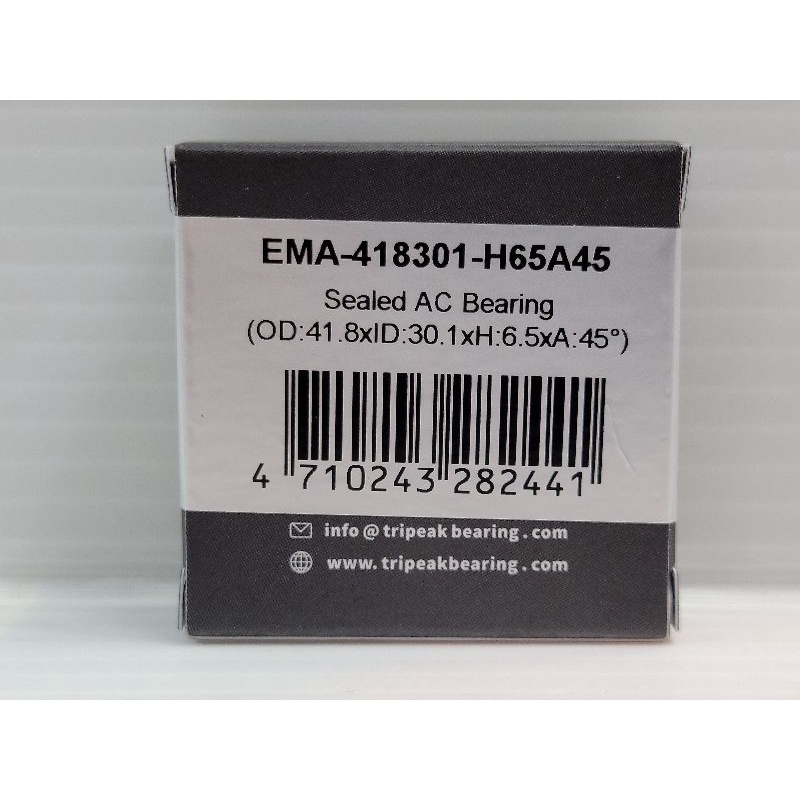 EMA-418301-H65A45
Sealed AC Bearing
(OD:41.8xID:30.1xH:6.5xA:45°)
4 710243 282441
info@tripeakbearing.com
www.tripeakbearing.com